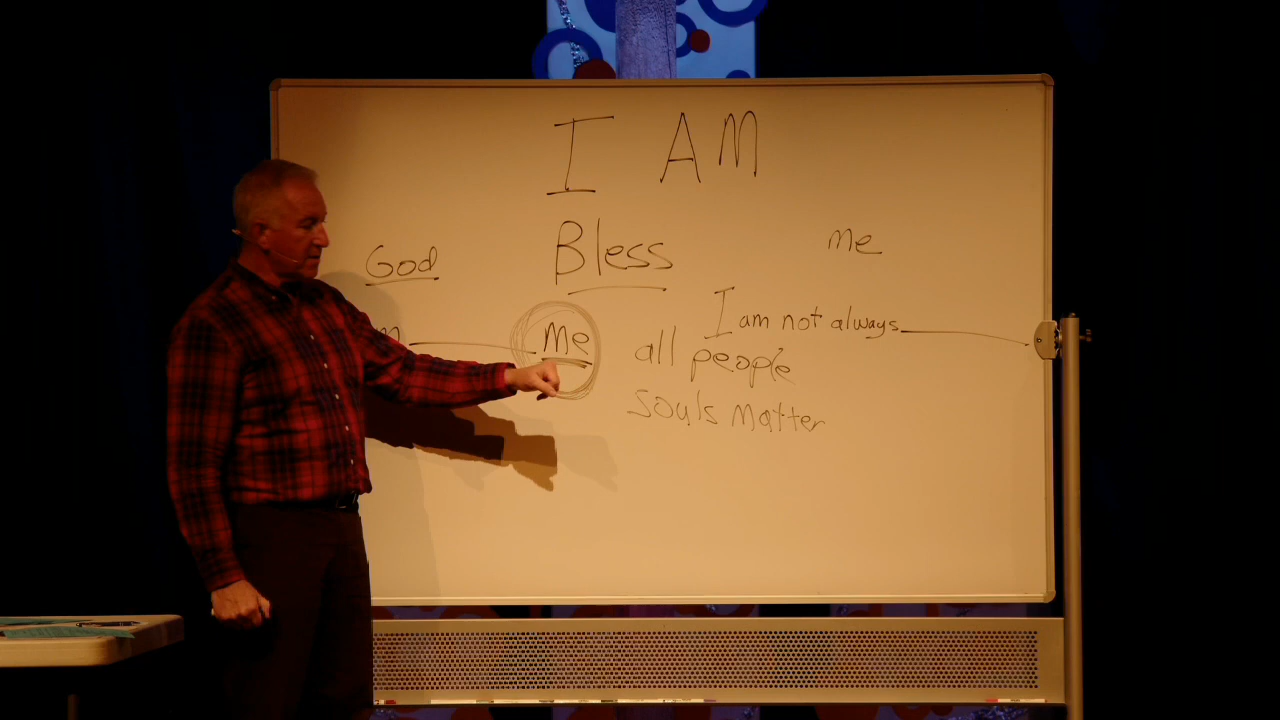 I AM
God Bless me
me I am not always
all people
souls matter